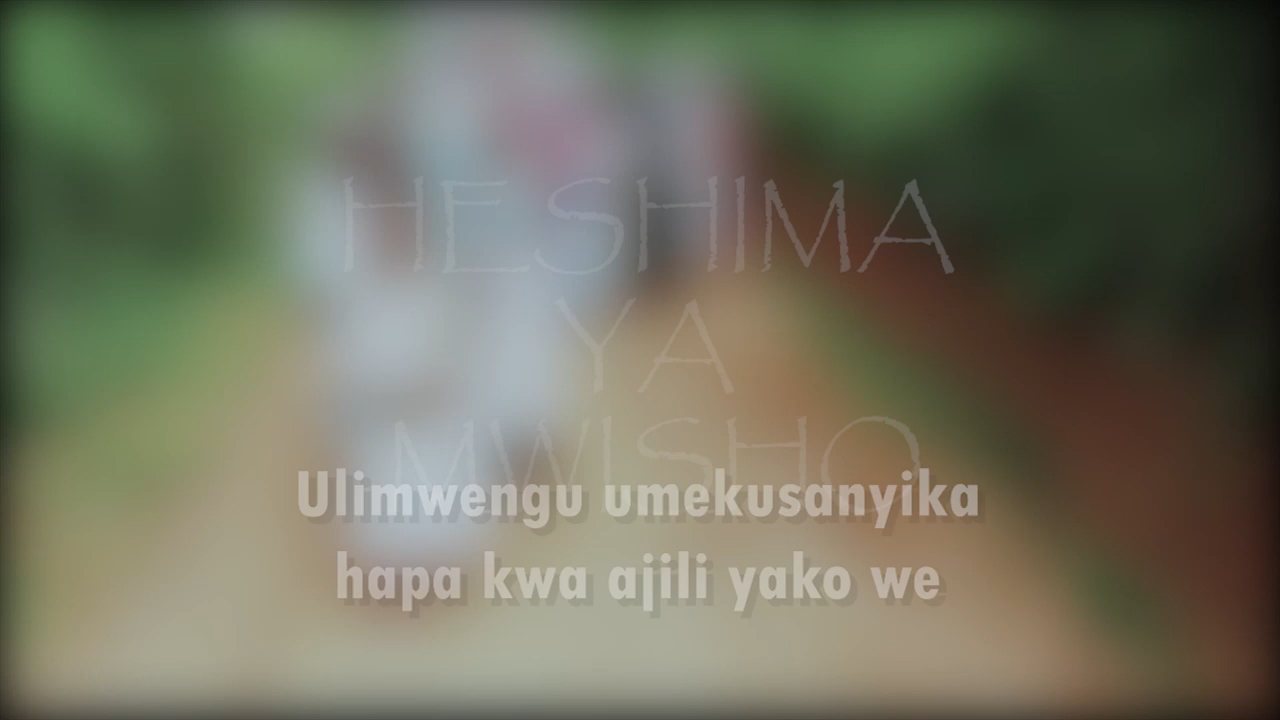 HESHIMA
YA
MWISHO
Ulimwengu umekusanyika
hapa kwa ajili yako we